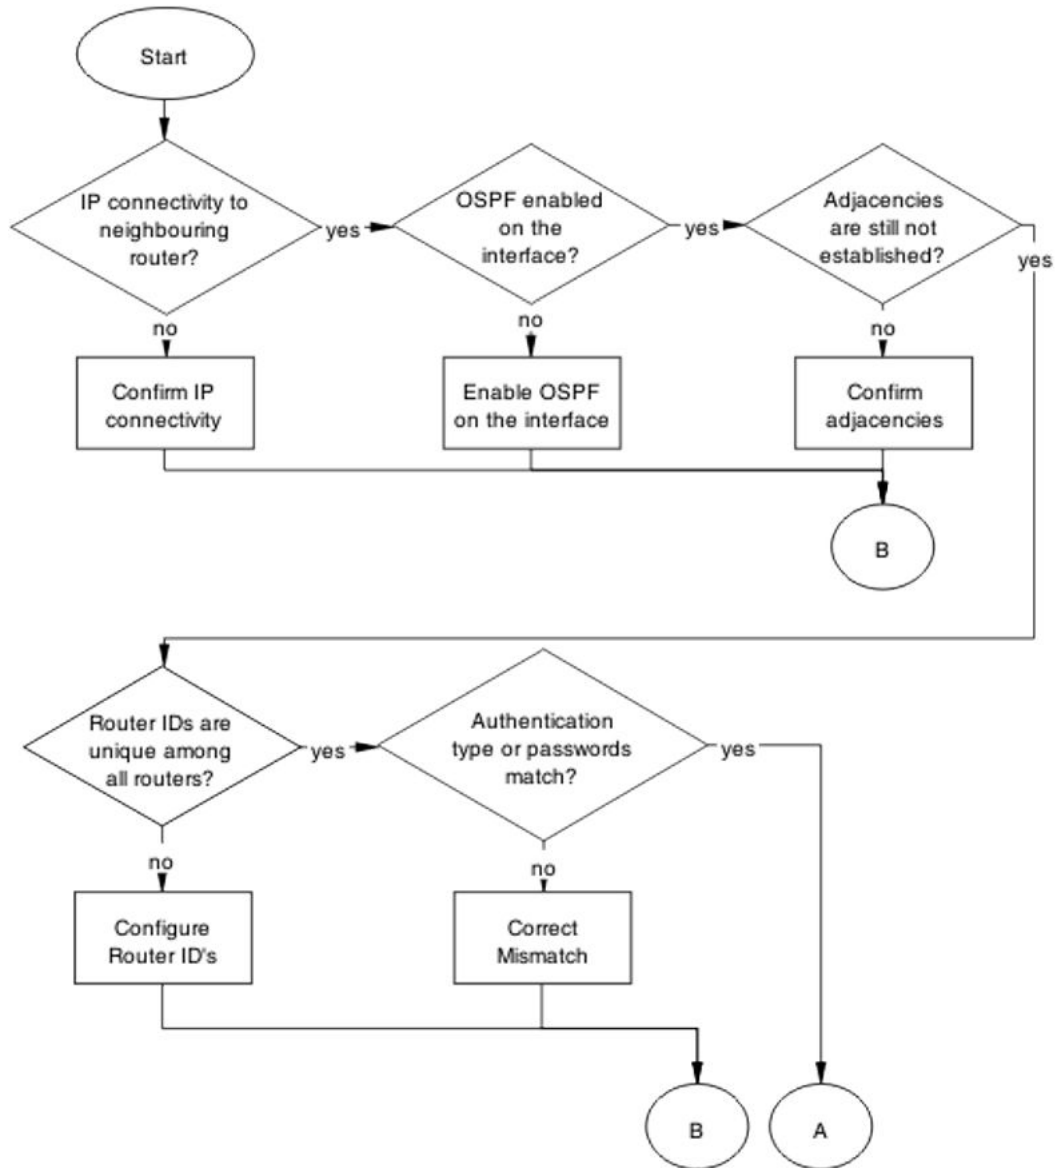 Start
IP connectivity to
neighbouring
router?
yes
OSPF enabled
on the
interface?
yes
Adjacencies
are still not
established?
yes
no
no
no
Confirm IP
connectivity
Enable OSPF
on the interface
Confirm
adjacencies
B
Router IDs are
unique among
all routers?
yes
Authentication
type or passwords
match?
yes
no
no
Configure
Router ID's
Correct
Mismatch
B
A